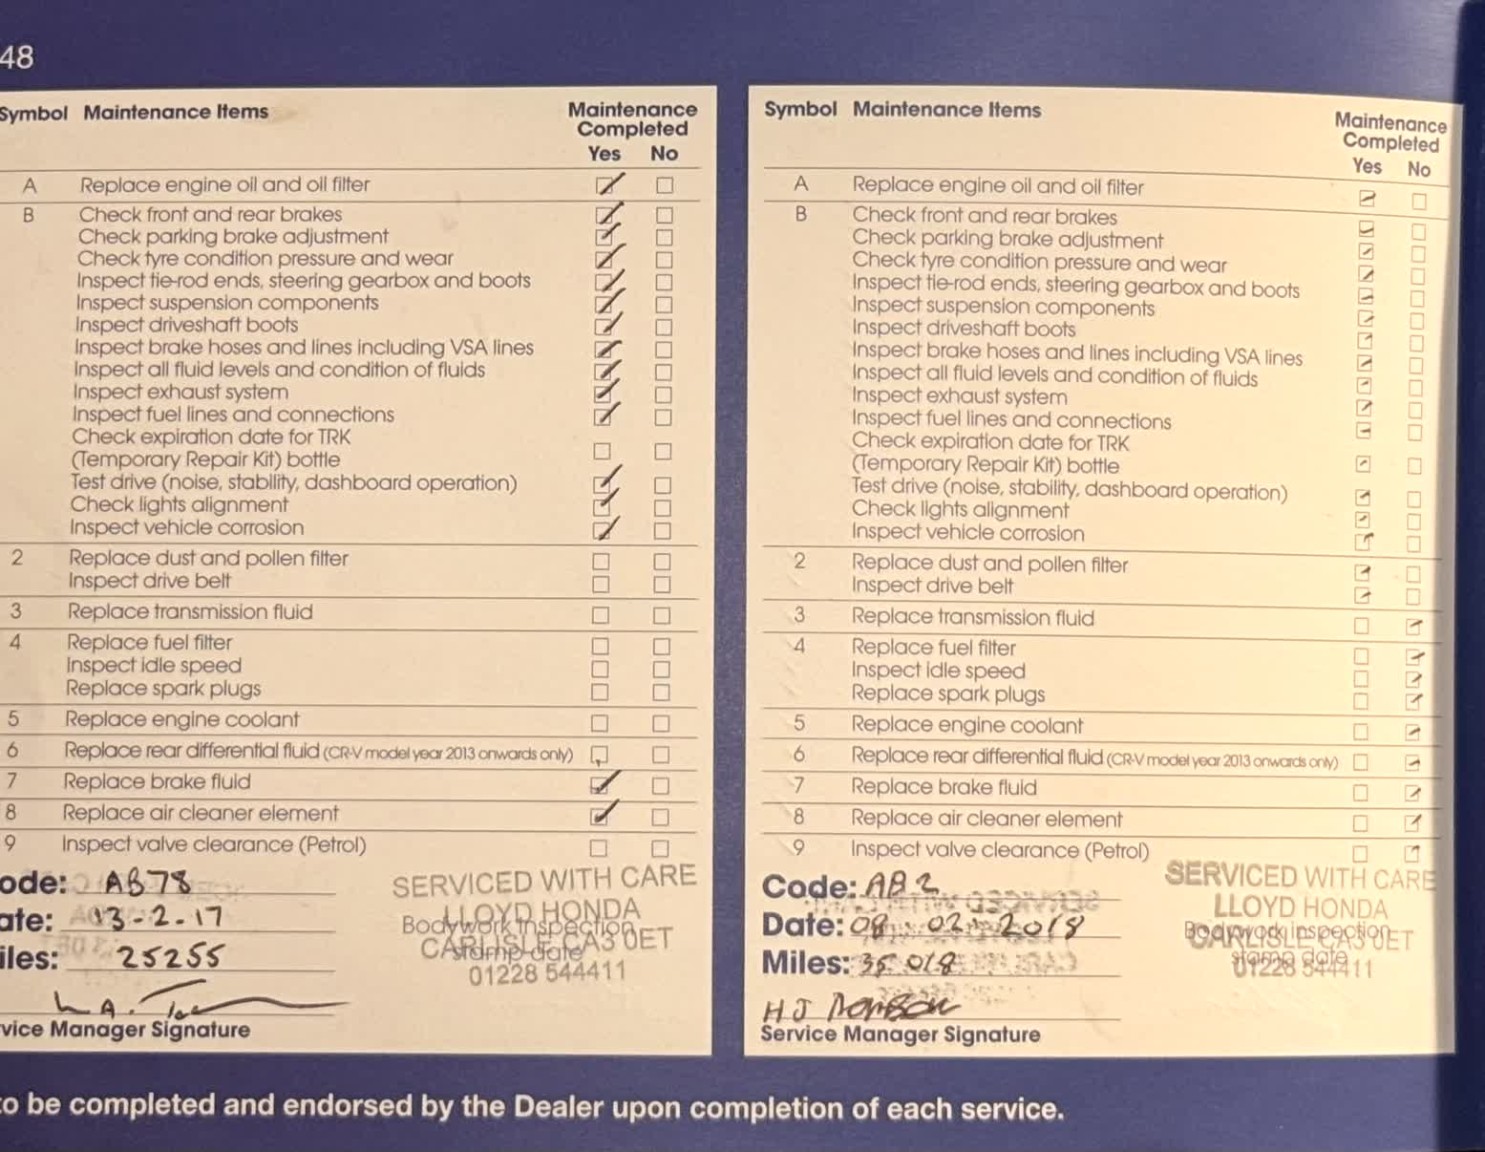 48
Symbol Maintenance Items Maintenance Completed
Yes No
A Replace engine oil and oil filter
B Check front and rear brakes
Check parking brake adjustment
Check tyre condition pressure and wear
Inspect tie-rod ends, steering gearbox and boots
Inspect suspension components
Inspect driveshaft boots
Inspect brake hoses and lines including VSA lines
Inspect all fluid levels and condition of fluids
Inspect exhaust system
Inspect fuel lines and connections
Check expiration date for TRK
(Temporary Repair Kit) bottle
Test drive (noise, stability, dashboard operation)
Check lights alignment
Inspect vehicle corrosion
2 Replace dust and pollen filter
Inspect drive belt
3 Replace transmission fluid
4 Replace fuel filter
Inspect idle speed
Replace spark plugs
5 Replace engine coolant
6 Replace rear differential fluid (CR-V model year 2013 onwards only)
7 Replace brake fluid
8 Replace air cleaner element
9 Inspect valve clearance (Petrol)
ode: AB78
ate: 13-2-17
iles: 25255
vice Manager Signature
SERVICED WITH CARE
LLOYD HONDA
Bodywork inspection
CARLISLE CA3 0ET
stamp date
01228 544411
Symbol Maintenance Items Maintenance Completed
Yes No
A Replace engine oil and oil filter
B Check front and rear brakes
Check parking brake adjustment
Check tyre condition pressure and wear
Inspect tie-rod ends, steering gearbox and boots
Inspect suspension components
Inspect driveshaft boots
Inspect brake hoses and lines including VSA lines
Inspect all fluid levels and condition of fluids
Inspect exhaust system
Inspect fuel lines and connections
Check expiration date for TRK
(Temporary Repair Kit) bottle
Test drive (noise, stability, dashboard operation)
Check lights alignment
Inspect vehicle corrosion
2 Replace dust and pollen filter
Inspect drive belt
3 Replace transmission fluid
4 Replace fuel filter
Inspect idle speed
Replace spark plugs
5 Replace engine coolant
6 Replace rear differential fluid (CR-V model year 2013 onwards only)
7 Replace brake fluid
8 Replace air cleaner element
9 Inspect valve clearance (Petrol)
Code: AB2
Date: 08 02 2018
Miles: 35 018
H J
Service Manager Signature
SERVICED WITH CARE
LLOYD HONDA
Bodywork inspection
CARLISLE CA3 0ET
stamp date
01228 544411
to be completed and endorsed by the Dealer upon completion of each service.